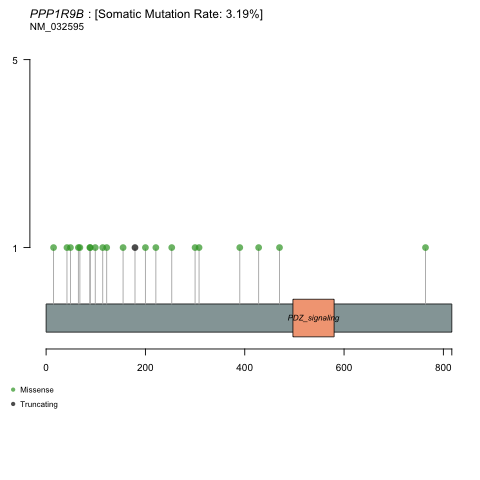 PPP1R9B : [Somatic Mutation Rate: 3.19%]
NM_032595
5
1
PDZ_signaling
0 200 400 600 800
Missense
Truncating